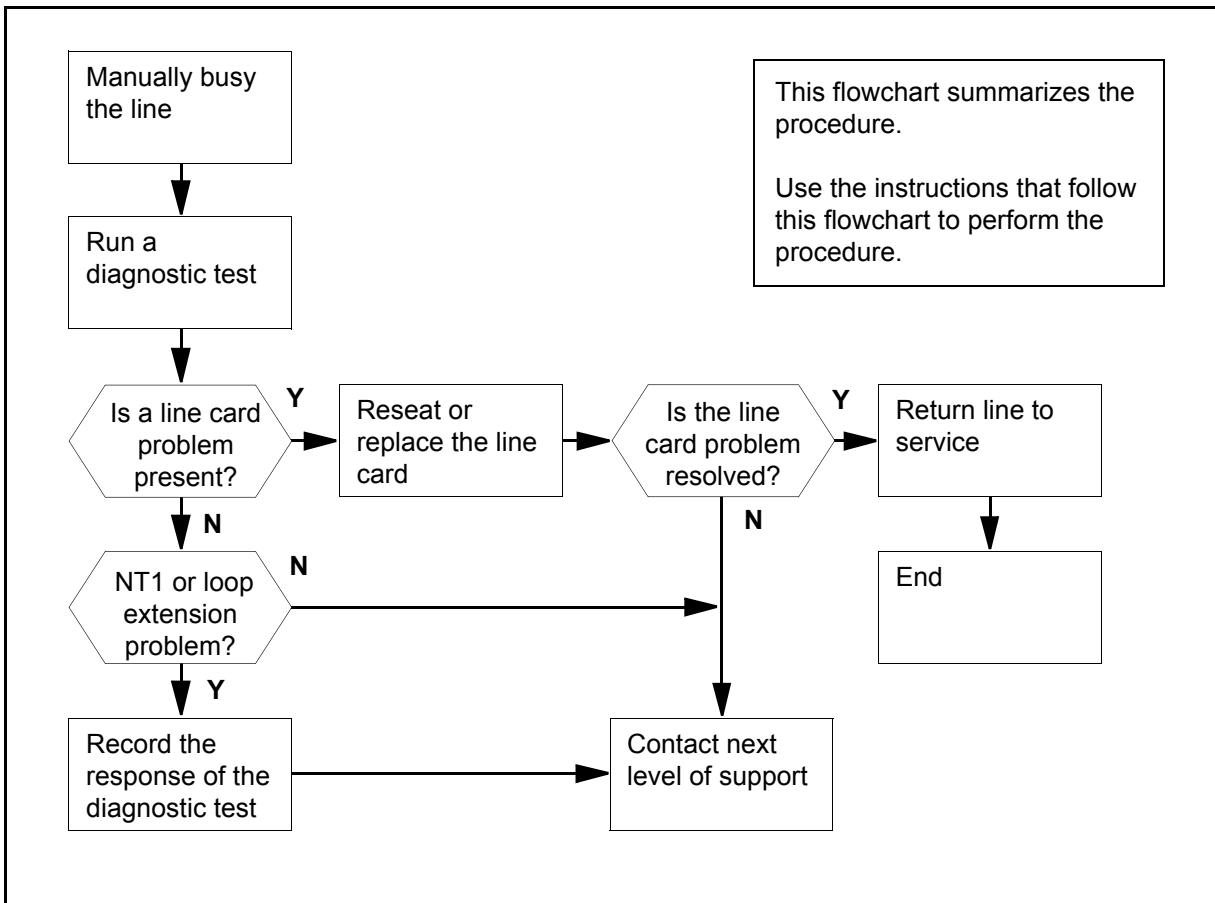 Manually busy
the line
This flowchart summarizes the
procedure.
Use the instructions that follow
this flowchart to perform the
procedure.
Run a
diagnostic test
Is a line card
problem
present?
Y
Reseat or
replace the line
card
Is the line
card problem
resolved?
Y
Return line to
service
N
N
NT1 or loop
extension
problem?
N
End
Y
Record the
response of the
diagnostic test
Contact next
level of support